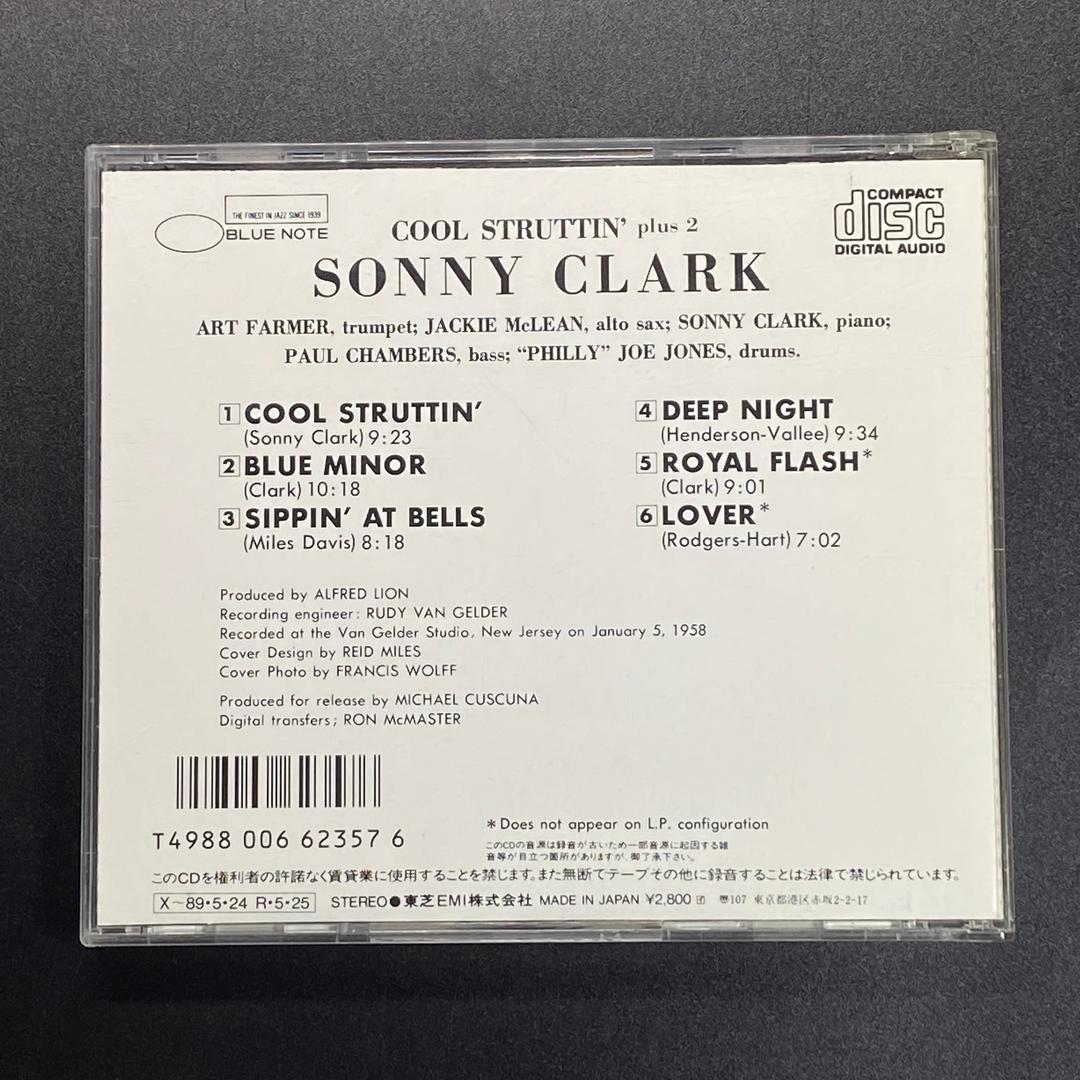 THE FINEST IN JAZZ SINCE 1939
BLUE NOTE
COMPACT
disc
DIGITAL AUDIO
COOL STRUTTIN' plus 2
SONNY CLARK
ART FARMER, trumpet; JACKIE McLEAN, alto sax; SONNY CLARK, piano;
PAUL CHAMBERS, bass; “PHILLY” JOE JONES, drums.
1 COOL STRUTTIN'
(Sonny Clark) 9:23
2 BLUE MINOR
(Clark) 10:18
3 SIPPIN' AT BELLS
(Miles Davis) 8:18
4 DEEP NIGHT
(Henderson-Vallee) 9:34
5 ROYAL FLASH*
(Clark) 9:01
6 LOVER*
(Rodgers-Hart) 7:02
Produced by ALFRED LION
Recording engineer: RUDY VAN GELDER
Recorded at the Van Gelder Studio, New Jersey on January 5, 1958
Cover Design by REID MILES
Cover Photo by FRANCIS WOLFF
Produced for release by MICHAEL CUSCUNA
Digital transfers; RON McMASTER
T4988 006 62357 6
*Does not appear on L.P. configuration
このCDの音源は録音が古いため一部音源に起因する雑
音等が目立つ箇所がありますが、御了承下さい。
このCDを権利者の許諾なく賃貸業に使用することを禁じます。また無断でテープその他に録音することは法律で禁じられています。
X～89・5・24 R・5・25 STEREO●東芝EMI株式会社 MADE IN JAPAN ¥2,800 〒107 東京都港区赤坂2-2-17